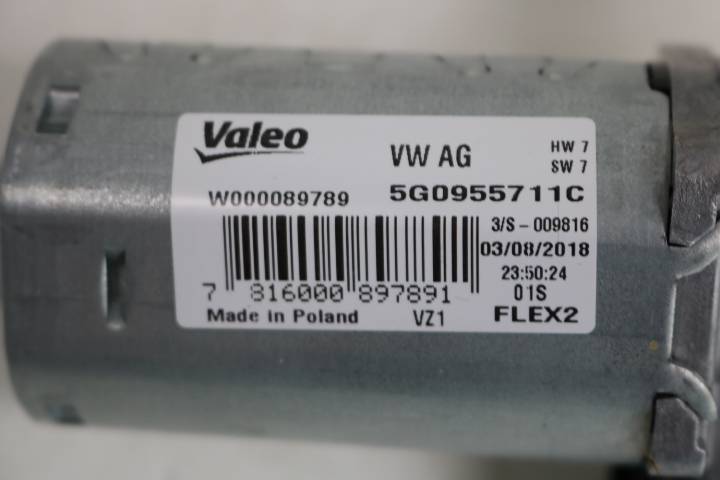 Valeo
VW AG
HW 7
SW 7
W000089789
5G0955711C
3/S - 009816
03/08/2018
23:50:24
7 816000 897891
01S
Made in Poland
VZ1
FLEX2